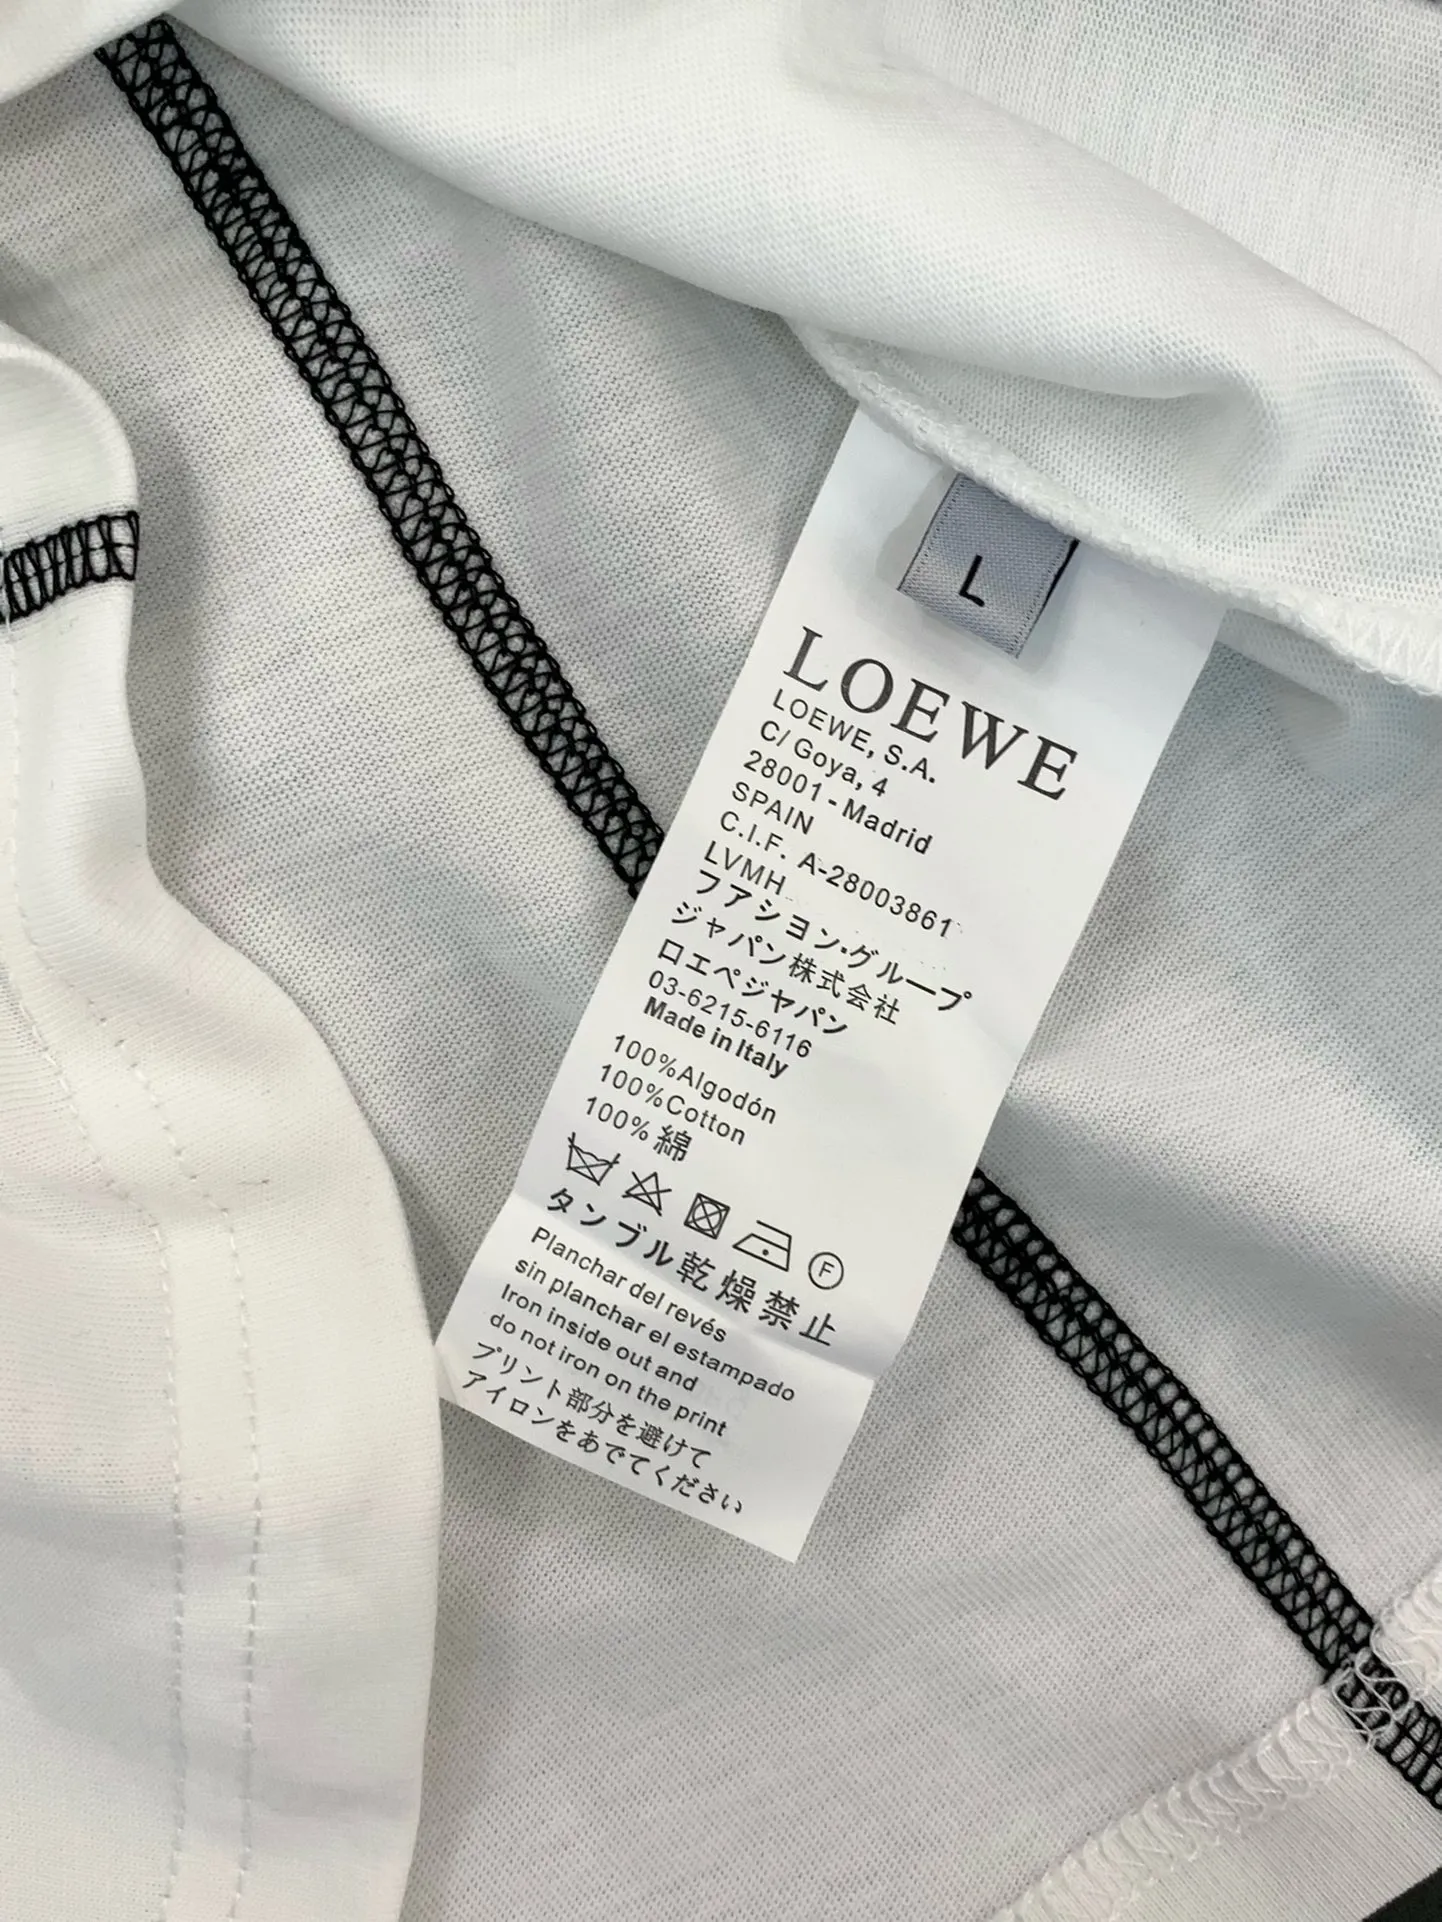 L
LOEWE
LOEWE, S.A.
C/ Goya, 4
28001 - Madrid
SPAIN
C.I.F. A-28003861
LVMH
ファション・グループ
ジャパン株式会社
ロエペジャパン
03-6215-6116
Made in Italy
100%Algodón
100%Cotton
100%綿
F
タンブル乾燥禁止
Planchar del revés
sin planchar el estampado
Iron inside out and
do not iron on the print
プリント部分を避けて
アイロンをあでてください